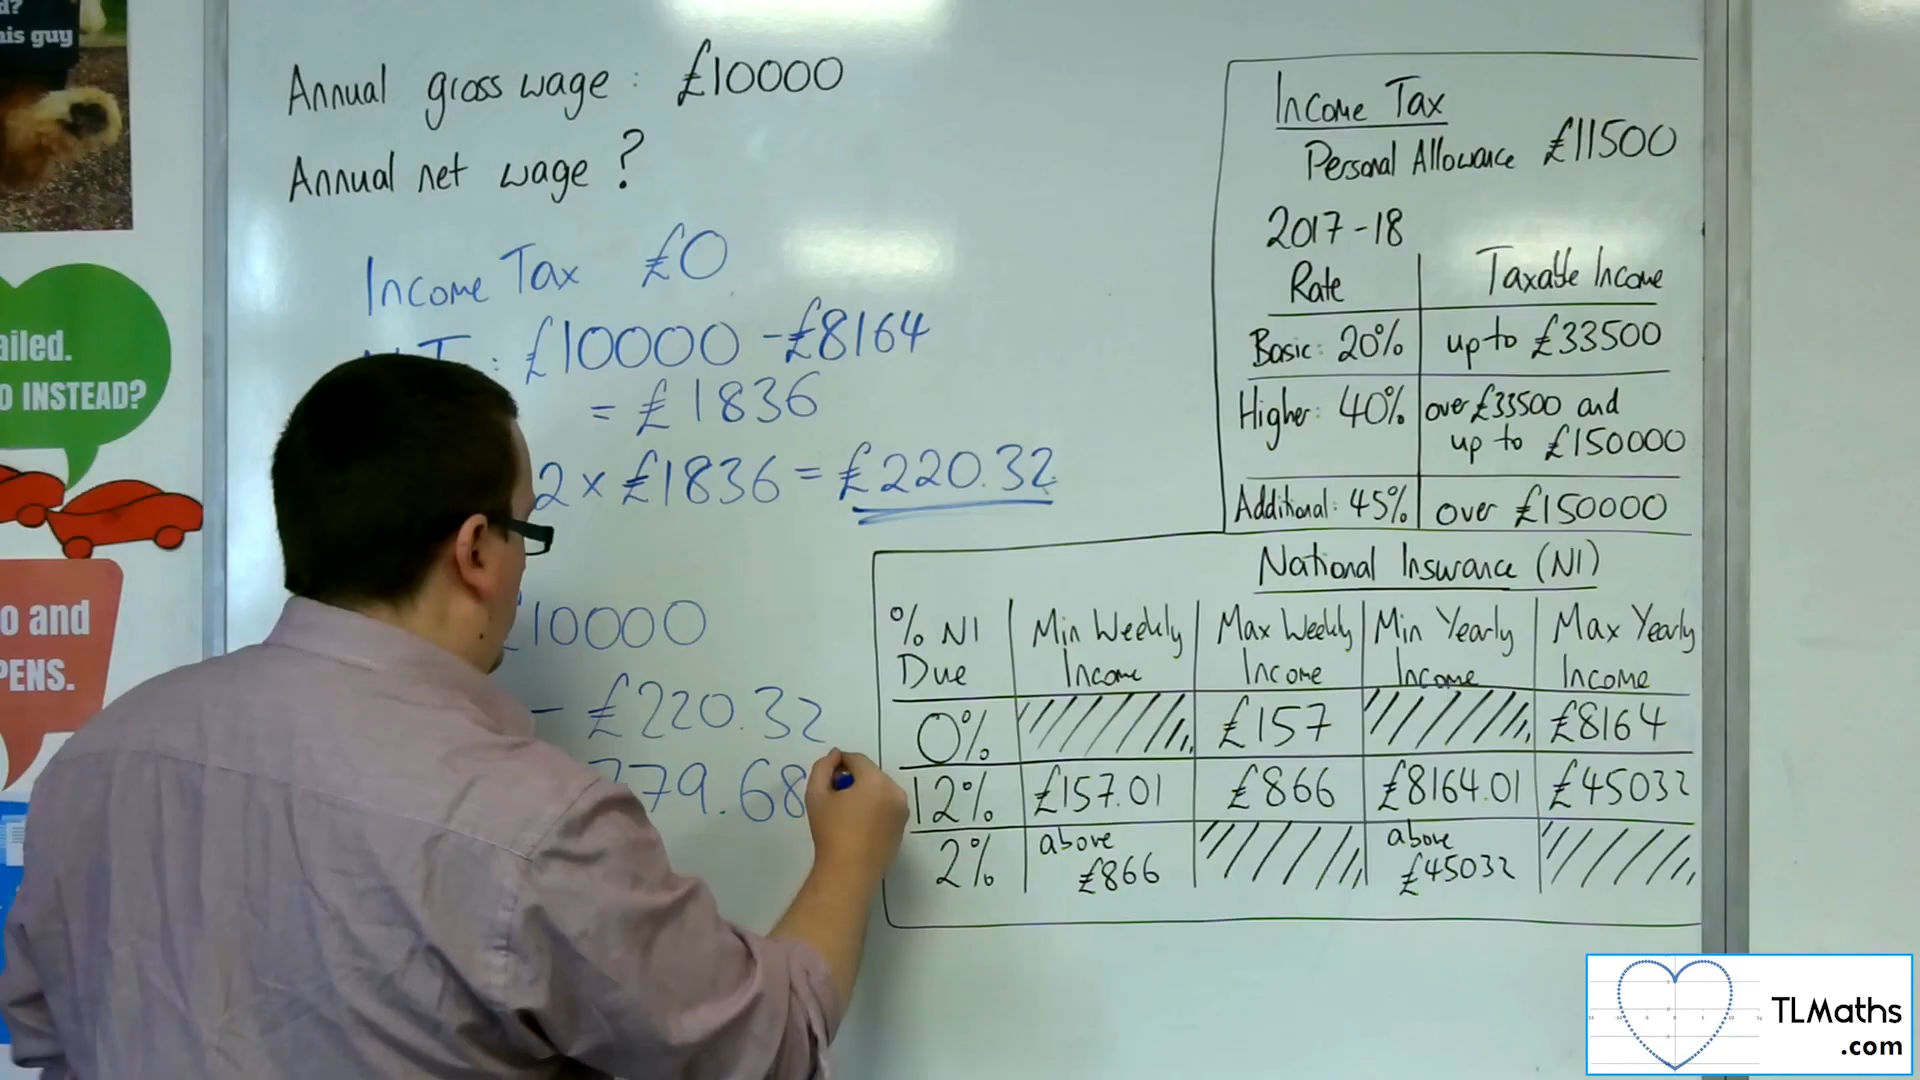 his guy
Annual gross wage: £10000
Annual net wage ?
Income Tax £0
: £10000 - £8164
= £1836
2 × £1836 = £220.32
£10000
- £220.32
779.68
ailed.
O INSTEAD?
o and
PENS.
Income Tax
Personal Allowance £11500
2017-18
Rate Taxable Income
Basic: 20% up to £33500
Higher: 40% over £33500 and
up to £150000
Additional: 45% over £150000
National Insurance (NI)
% NI Min Weekly Max Weekly Min Yearly Max Yearly
Due Income Income Income Income
0% £157 £8164
12% £157.01 £866 £8164.01 £45032
2% above £866 above £45032
TLMaths
.com